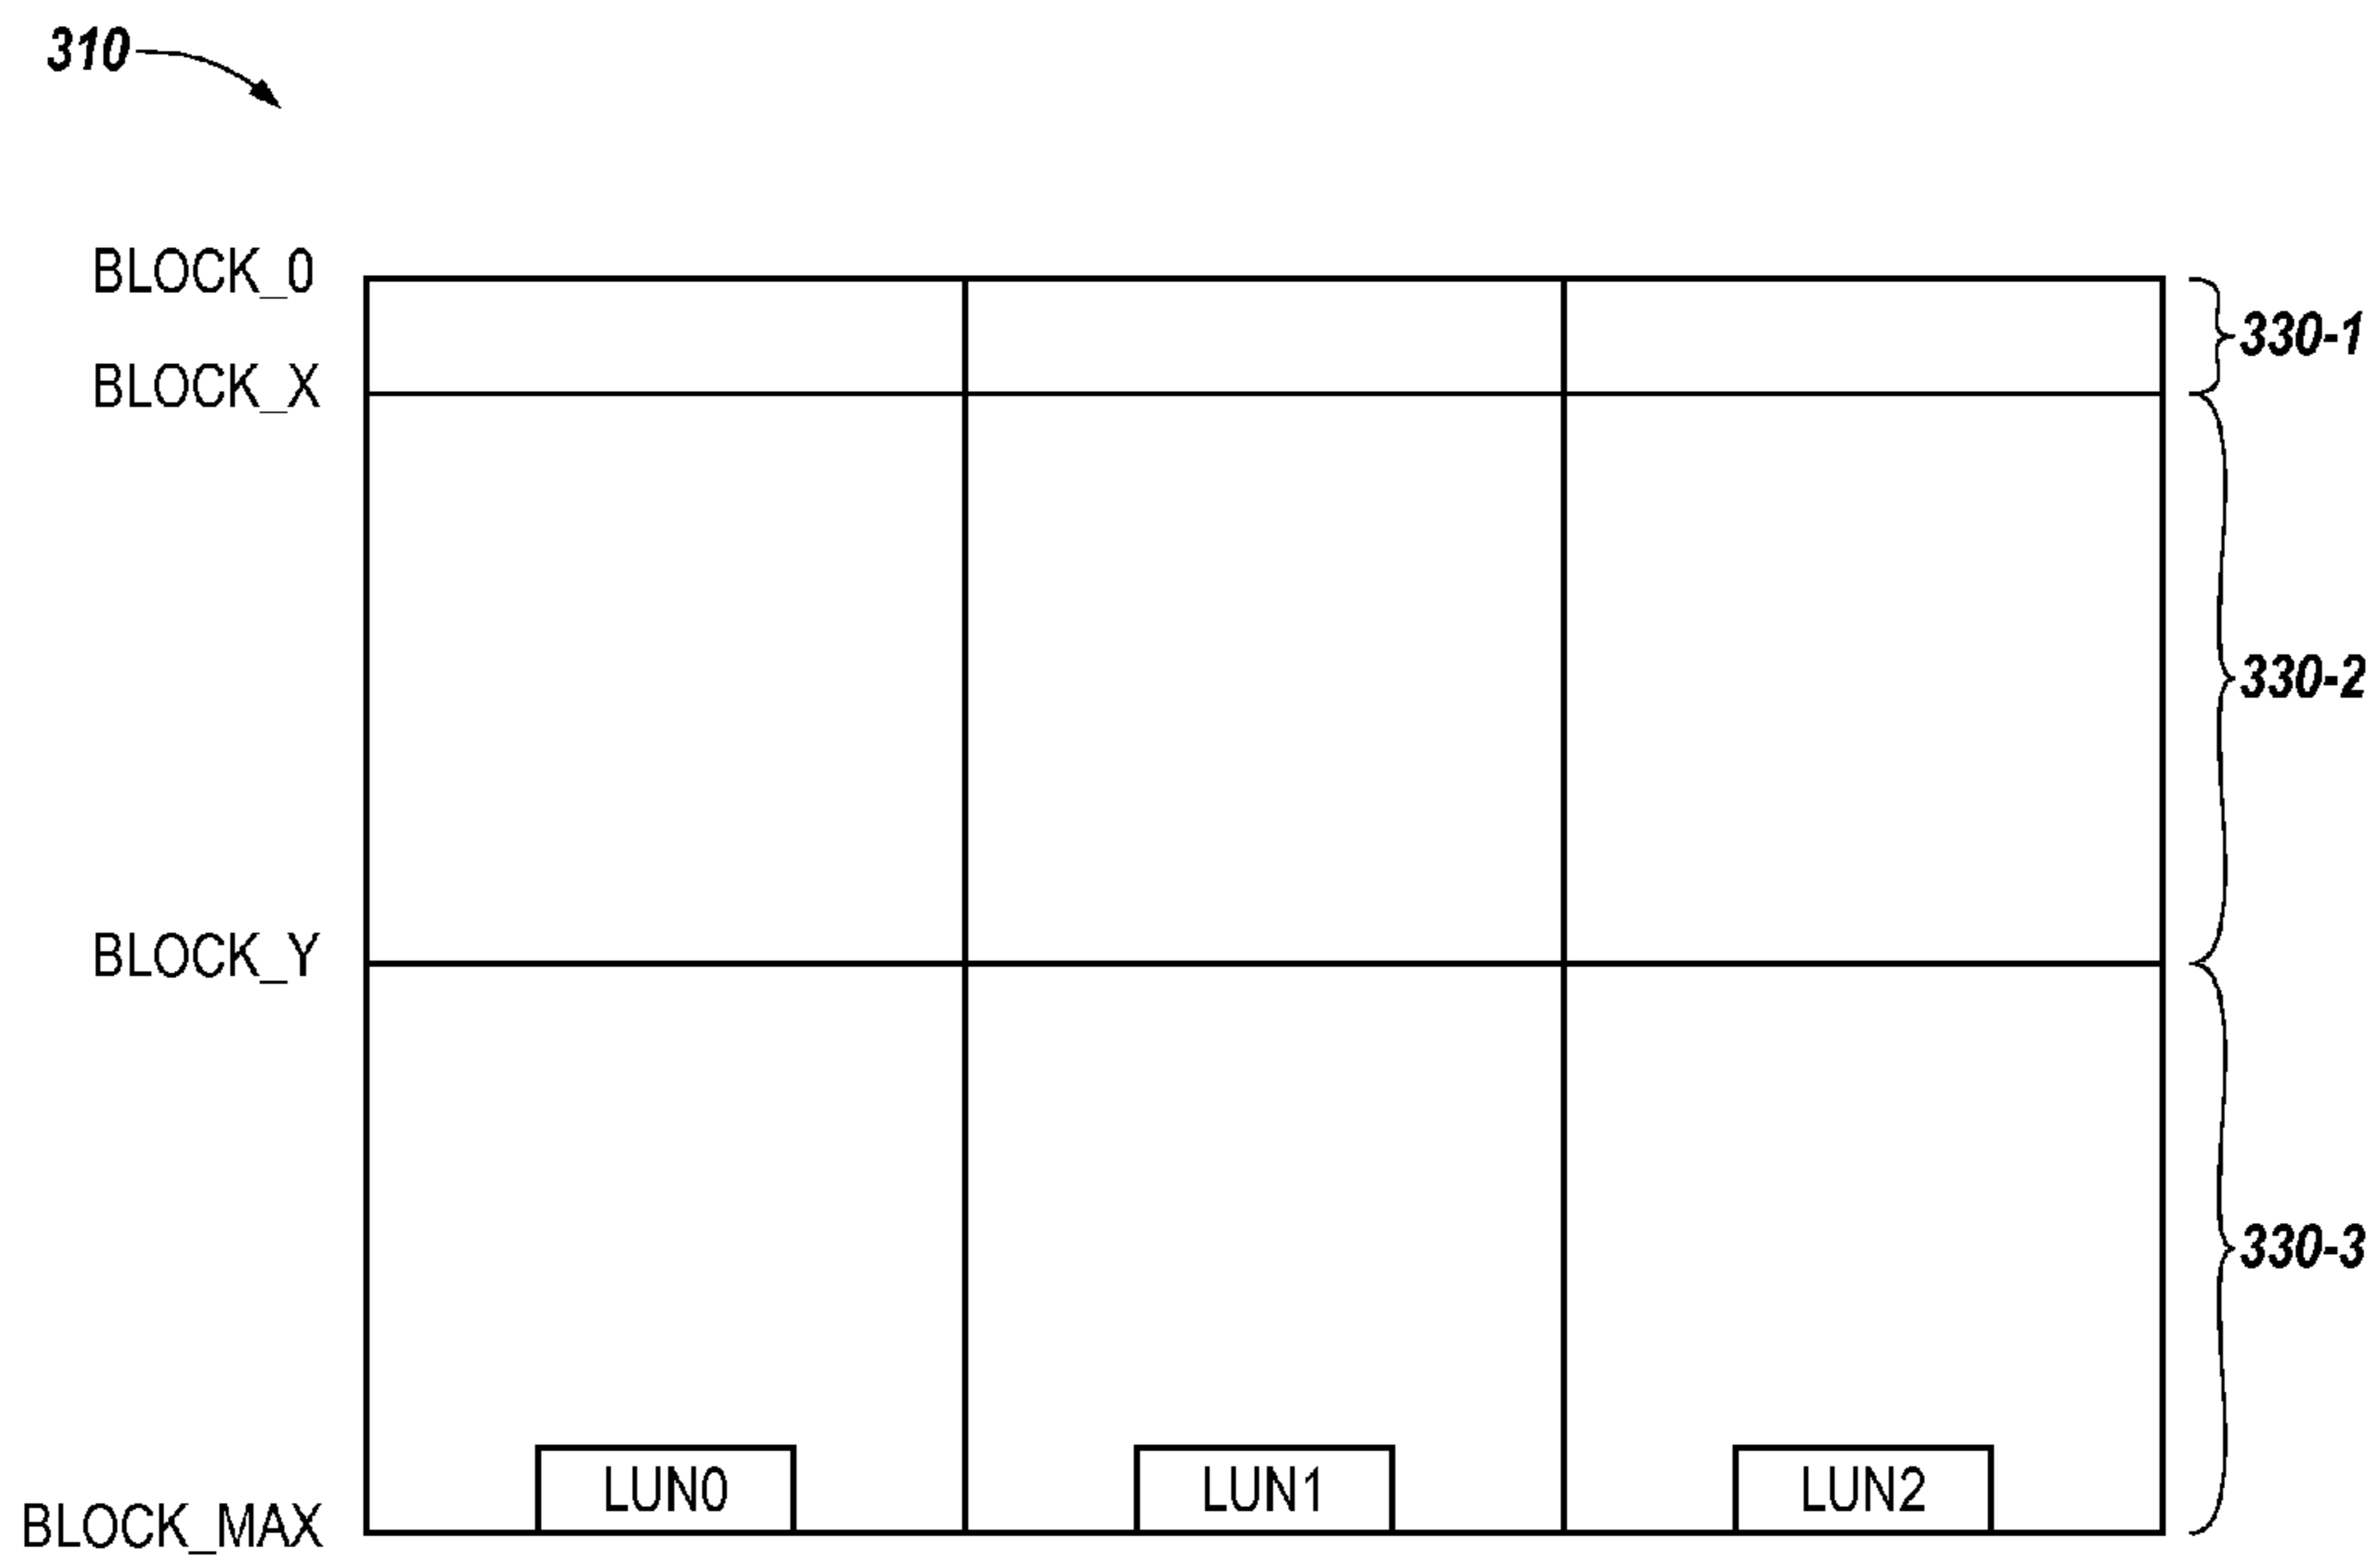 310
BLOCK_0
330-1
BLOCK_X
330-2
BLOCK_Y
330-3
LUN0 LUN1 LUN2
BLOCK_MAX